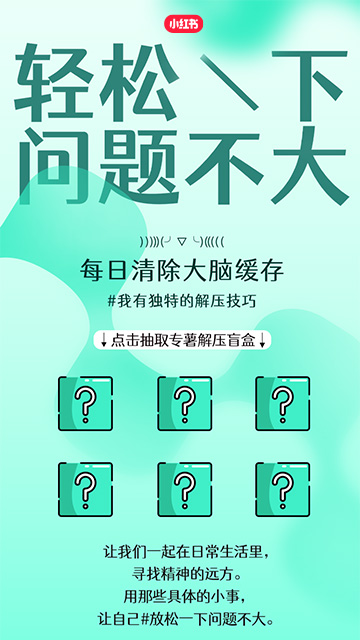 小红书
轻松＼下
问题不大
)))))(╯▽╰)(((((
每日清除大脑缓存
#我有独特的解压技巧
↓点击抽取专薯解压盲盒↓
? ? ?
? ? ?
让我们一起在日常生活里，
寻找精神的远方。
用那些具体的小事，
让自己#放松一下问题不大。